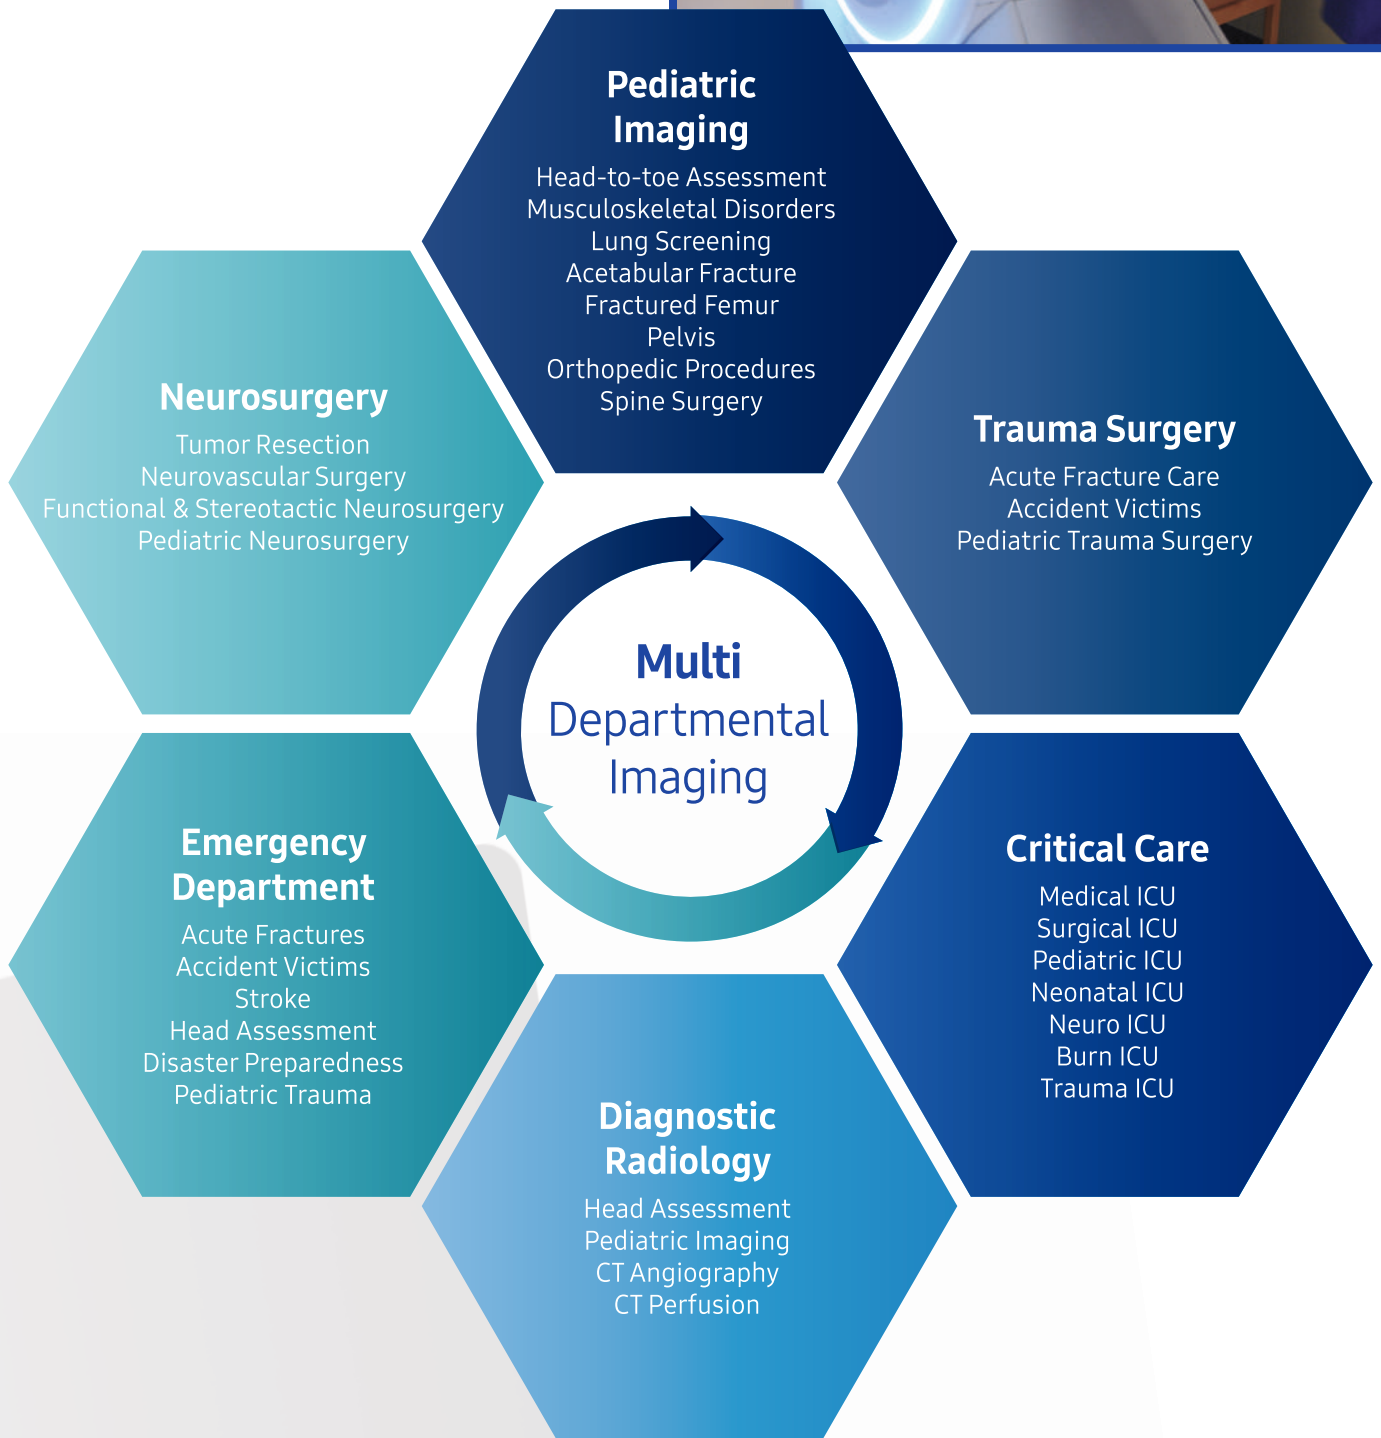 Pediatric
Imaging
Head-to-toe Assessment
Musculoskeletal Disorders
Lung Screening
Acetabular Fracture
Fractured Femur
Pelvis
Orthopedic Procedures
Spine Surgery
Neurosurgery
Tumor Resection
Neurovascular Surgery
Functional & Stereotactic Neurosurgery
Pediatric Neurosurgery
Trauma Surgery
Acute Fracture Care
Accident Victims
Pediatric Trauma Surgery
Multi
Departmental
Imaging
Emergency
Department
Acute Fractures
Accident Victims
Stroke
Head Assessment
Disaster Preparedness
Pediatric Trauma
Critical Care
Medical ICU
Surgical ICU
Pediatric ICU
Neonatal ICU
Neuro ICU
Burn ICU
Trauma ICU
Diagnostic
Radiology
Head Assessment
Pediatric Imaging
CT Angiography
CT Perfusion